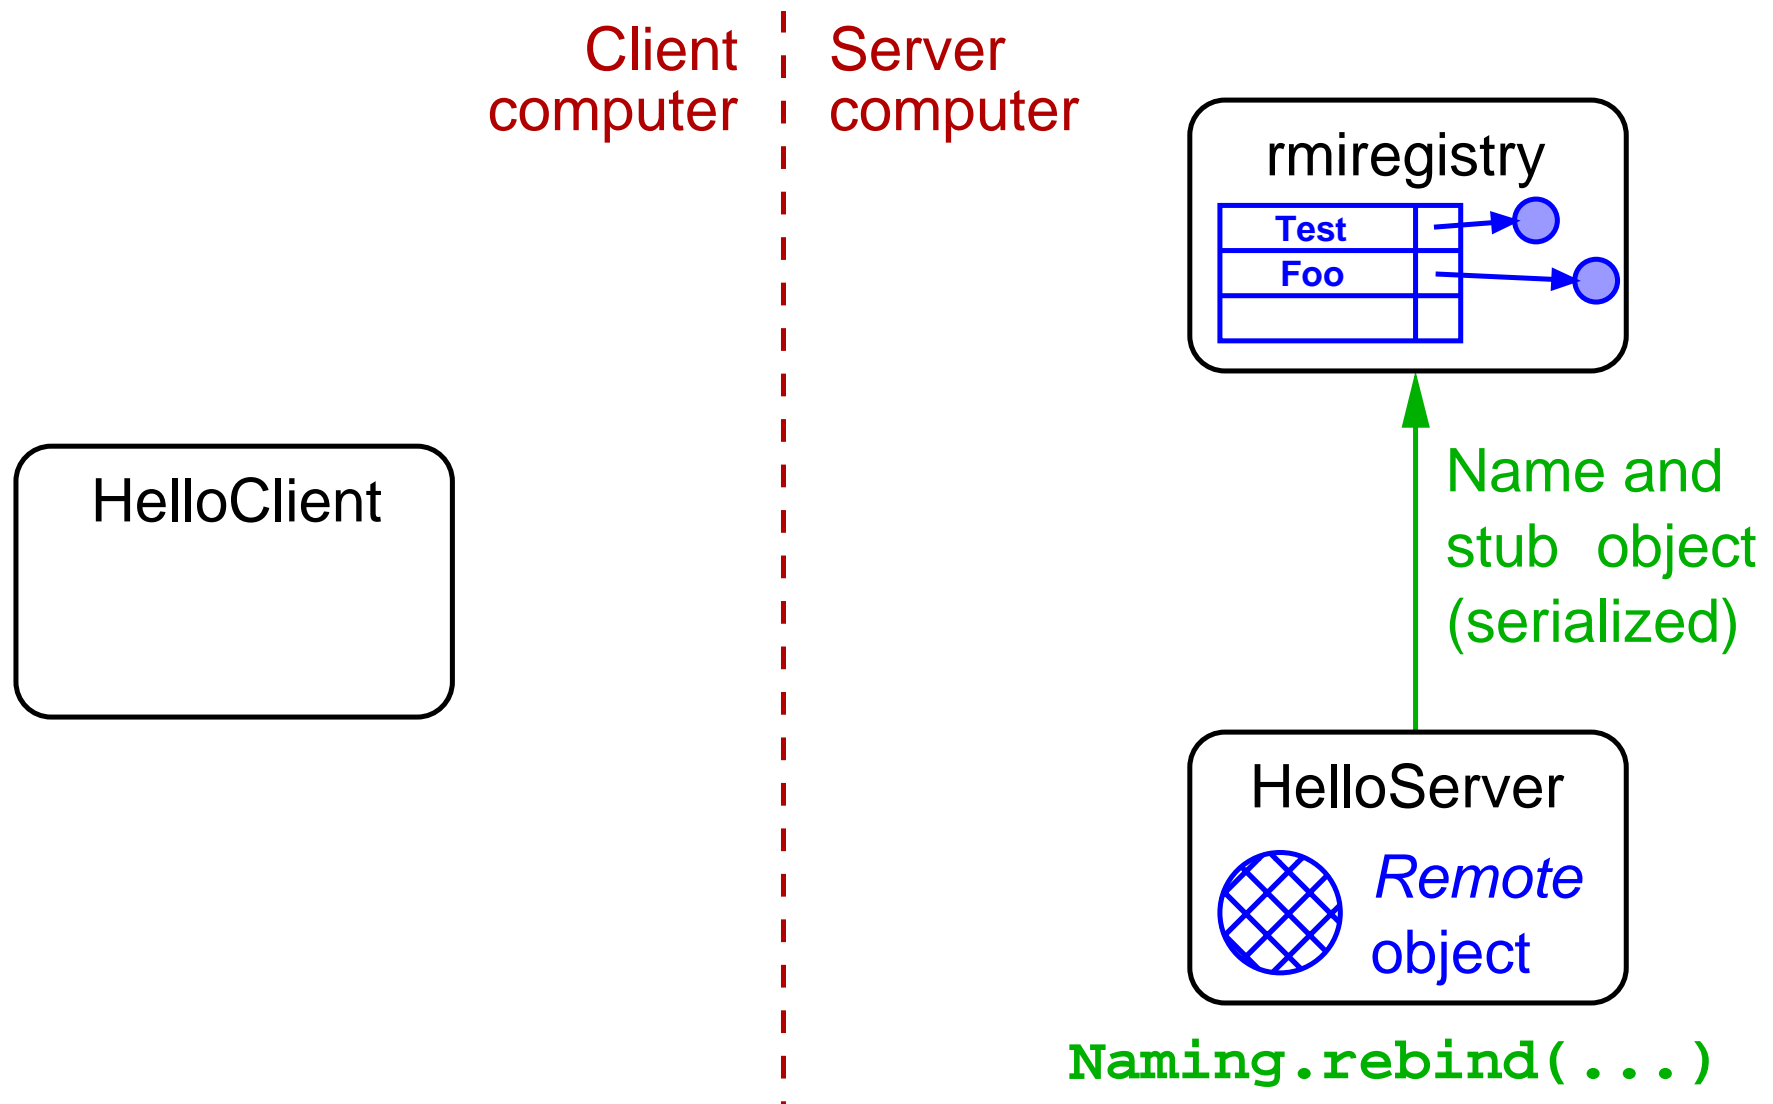 Client
computer
Server
computer
rmiregistry
Test
Foo
HelloClient
Name and
stub object
(serialized)
HelloServer
Remote
object
Naming.rebind(...)